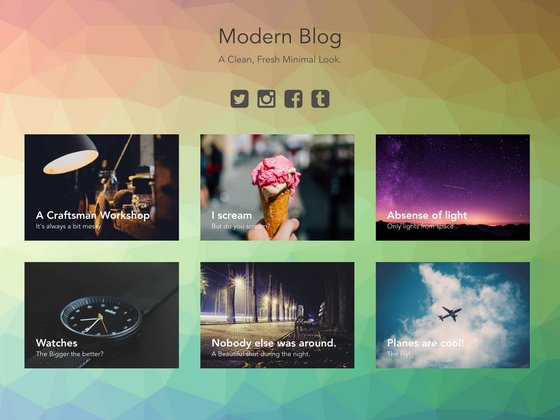 Modern Blog
A Clean, Fresh Minimal Look.
A Craftsman Workshop
It's always a bit messy
I scream
But do you scream?
Absense of light
Only lights from space
Watches
The Bigger the better?
Nobody else was around.
A Beautiful shot during the night.
Planes are cool!
The Fly!